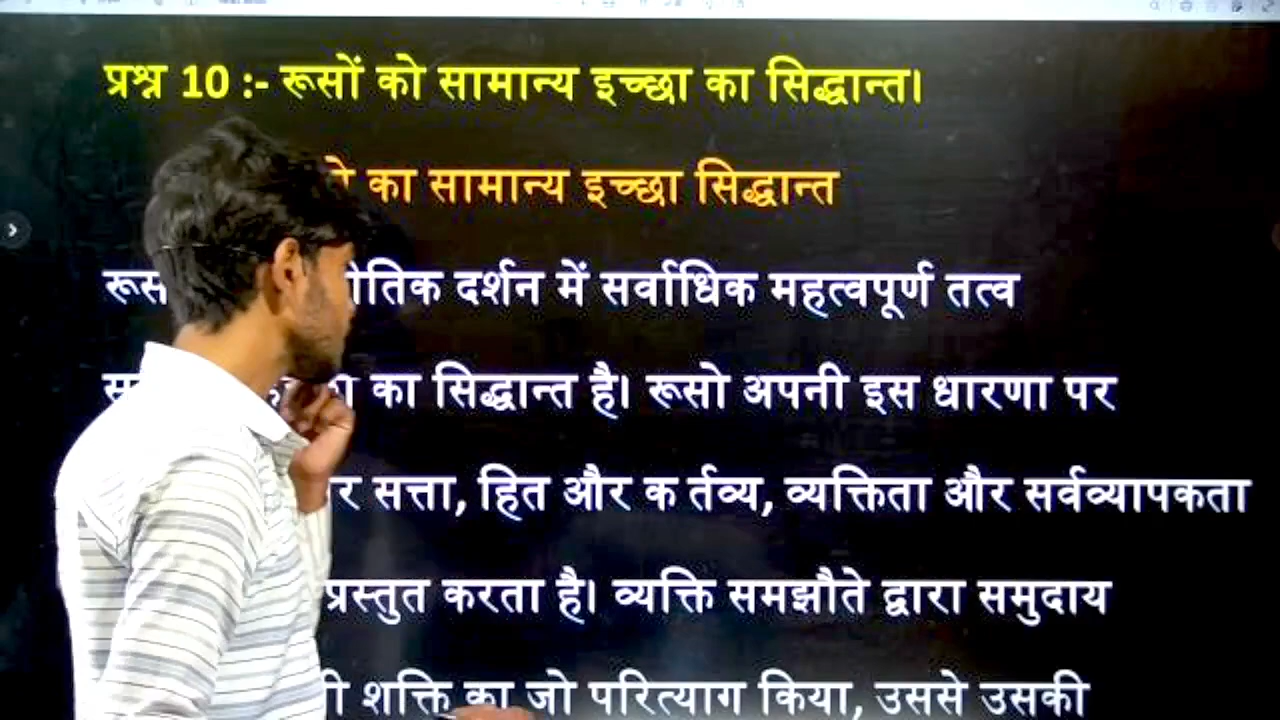 प्रश्न 10 :- रूसों को सामान्य इच्छा का सिद्धान्त।
का सामान्य इच्छा सिद्धान्त
दर्शन में सर्वाधिक महत्वपूर्ण तत्व
का सिद्धान्त है। रूसो अपनी इस धारणा पर
सत्ता, हित और क र्तव्य, व्यक्तिता और सर्वव्यापकता
प्रस्तुत करता है। व्यक्ति समझौते द्वारा समुदाय
शक्ति का जो परित्याग किया, उससे उसकी